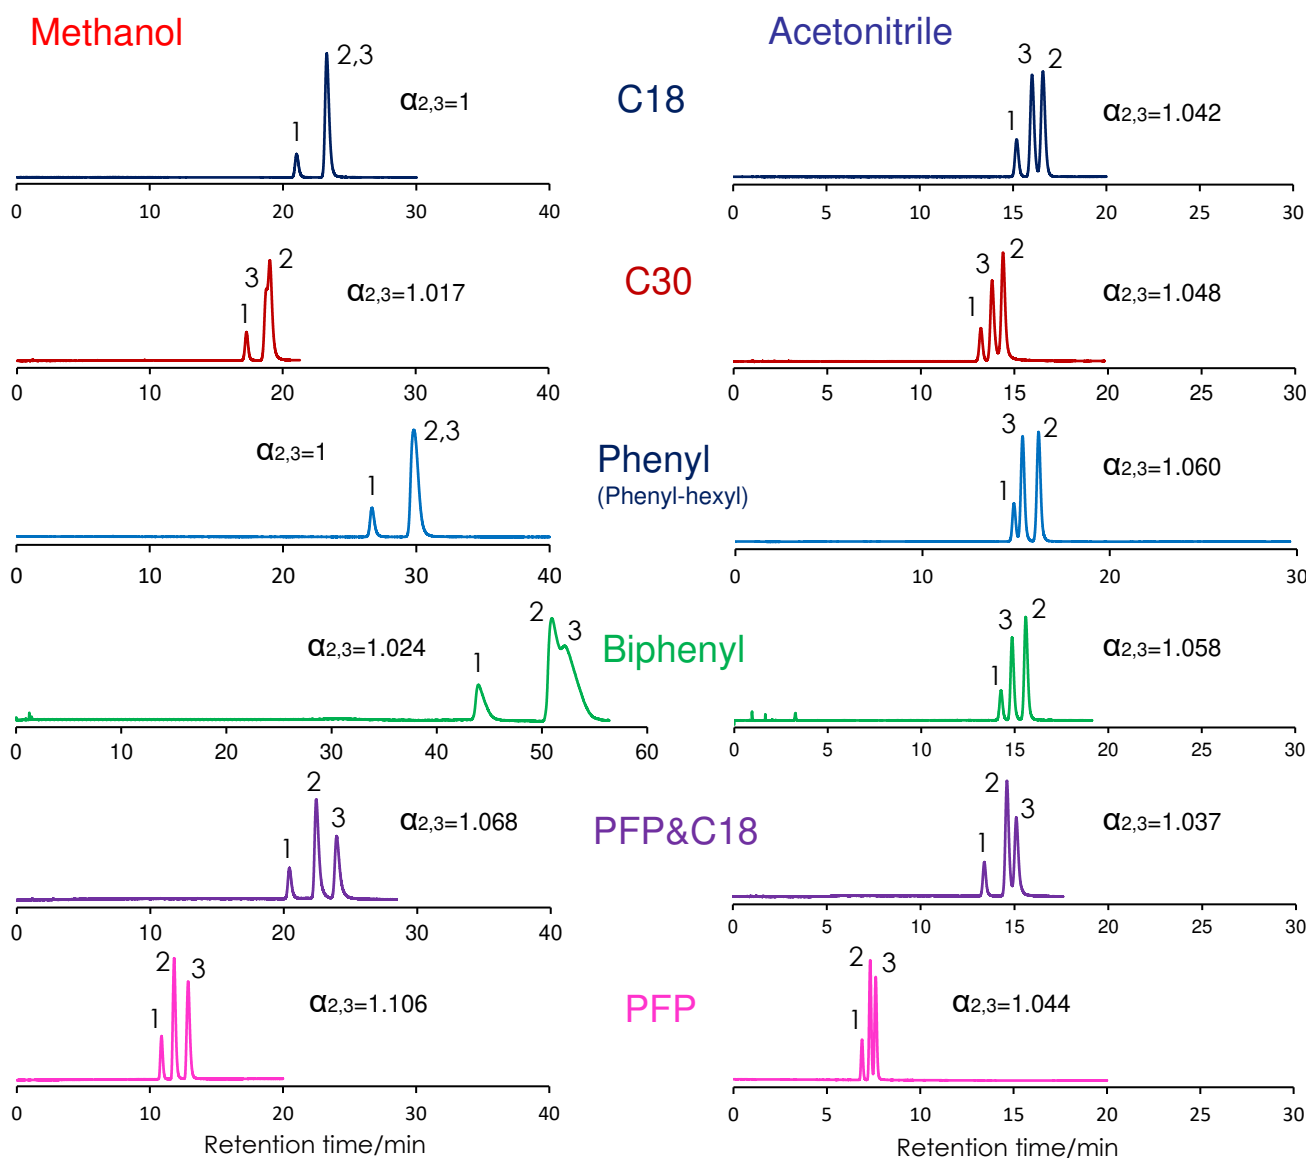 Methanol
Acetonitrile
C18
1
2,3
α2,3=1
0 10 20 30 40
1
3
2
α2,3=1.042
0 5 10 15 20 25 30
C30
1
3
2
α2,3=1.017
0 10 20 30 40
1
3
2
α2,3=1.048
0 5 10 15 20 25 30
Phenyl
(Phenyl-hexyl)
α2,3=1
1
2,3
0 10 20 30 40
1
3
2
α2,3=1.060
0 10 20 30
Biphenyl
α2,3=1.024
1
2
3
0 10 20 30 40 50 60
1
3
2
α2,3=1.058
0 5 10 15 20 25 30
PFP&C18
1
2
3
α2,3=1.068
0 10 20 30 40
1
2
3
α2,3=1.037
0 5 10 15 20 25 30
PFP
1
2
3
α2,3=1.106
0 10 20 30 40
Retention time/min
1
2
3
α2,3=1.044
0 5 10 15 20 25 30
Retention time/min